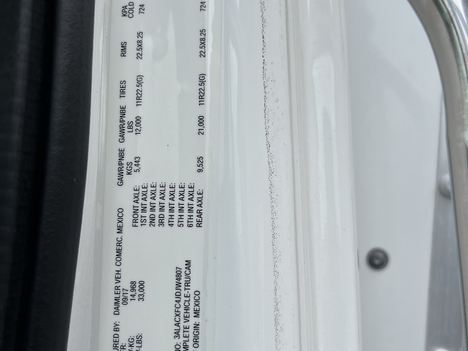 URED BY: DAIMLER VEH. COMERC. MEXICO
TR: 09/17
-KG: 14,968
-LBS: 33,000
NO: 3ALACXFC4JDJW4807
MPLETE VEHICLE-TRU/CAM
ORIGIN: MEXICO
GAWR/PNBE GAWR/PNBE TIRES RIMS KPA
KGS LBS COLD
FRONT AXLE: 5,443 12,000 11R22.5(G) 22.5X8.25 724
1ST INT AXLE:
2ND INT AXLE:
3RD INT AXLE:
4TH INT AXLE:
5TH INT AXLE:
6TH INT AXLE:
REAR AXLE: 9,525 21,000 11R22.5(G) 22.5X8.25 724